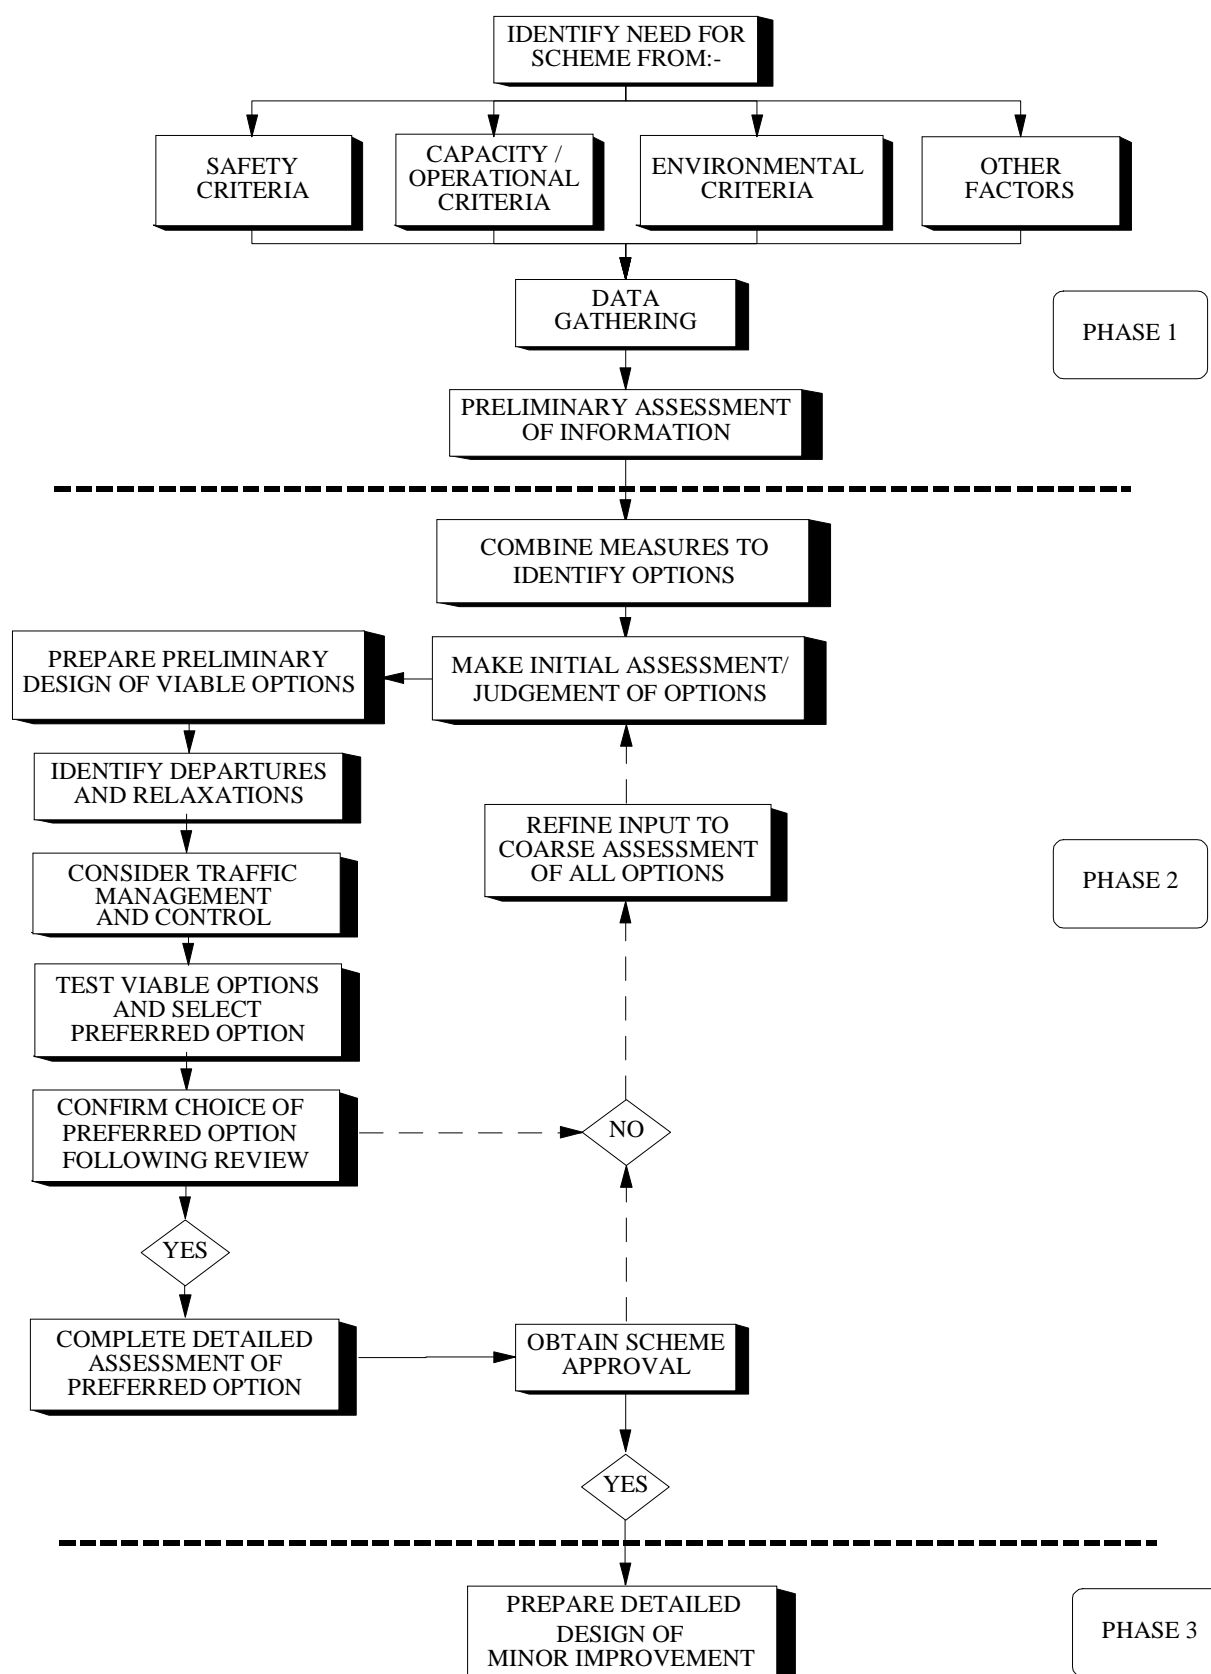 IDENTIFY NEED FOR
SCHEME FROM:-
SAFETY
CRITERIA
CAPACITY /
OPERATIONAL
CRITERIA
ENVIRONMENTAL
CRITERIA
OTHER
FACTORS
DATA
GATHERING
PHASE 1
PRELIMINARY ASSESSMENT
OF INFORMATION
COMBINE MEASURES TO
IDENTIFY OPTIONS
MAKE INITIAL ASSESSMENT/
JUDGEMENT OF OPTIONS
PREPARE PRELIMINARY
DESIGN OF VIABLE OPTIONS
IDENTIFY DEPARTURES
AND RELAXATIONS
REFINE INPUT TO
COARSE ASSESSMENT
OF ALL OPTIONS
CONSIDER TRAFFIC
MANAGEMENT
AND CONTROL
PHASE 2
TEST VIABLE OPTIONS
AND SELECT
PREFERRED OPTION
CONFIRM CHOICE OF
PREFERRED OPTION
FOLLOWING REVIEW
NO
YES
COMPLETE DETAILED
ASSESSMENT OF
PREFERRED OPTION
OBTAIN SCHEME
APPROVAL
YES
PREPARE DETAILED
DESIGN OF
MINOR IMPROVEMENT
PHASE 3